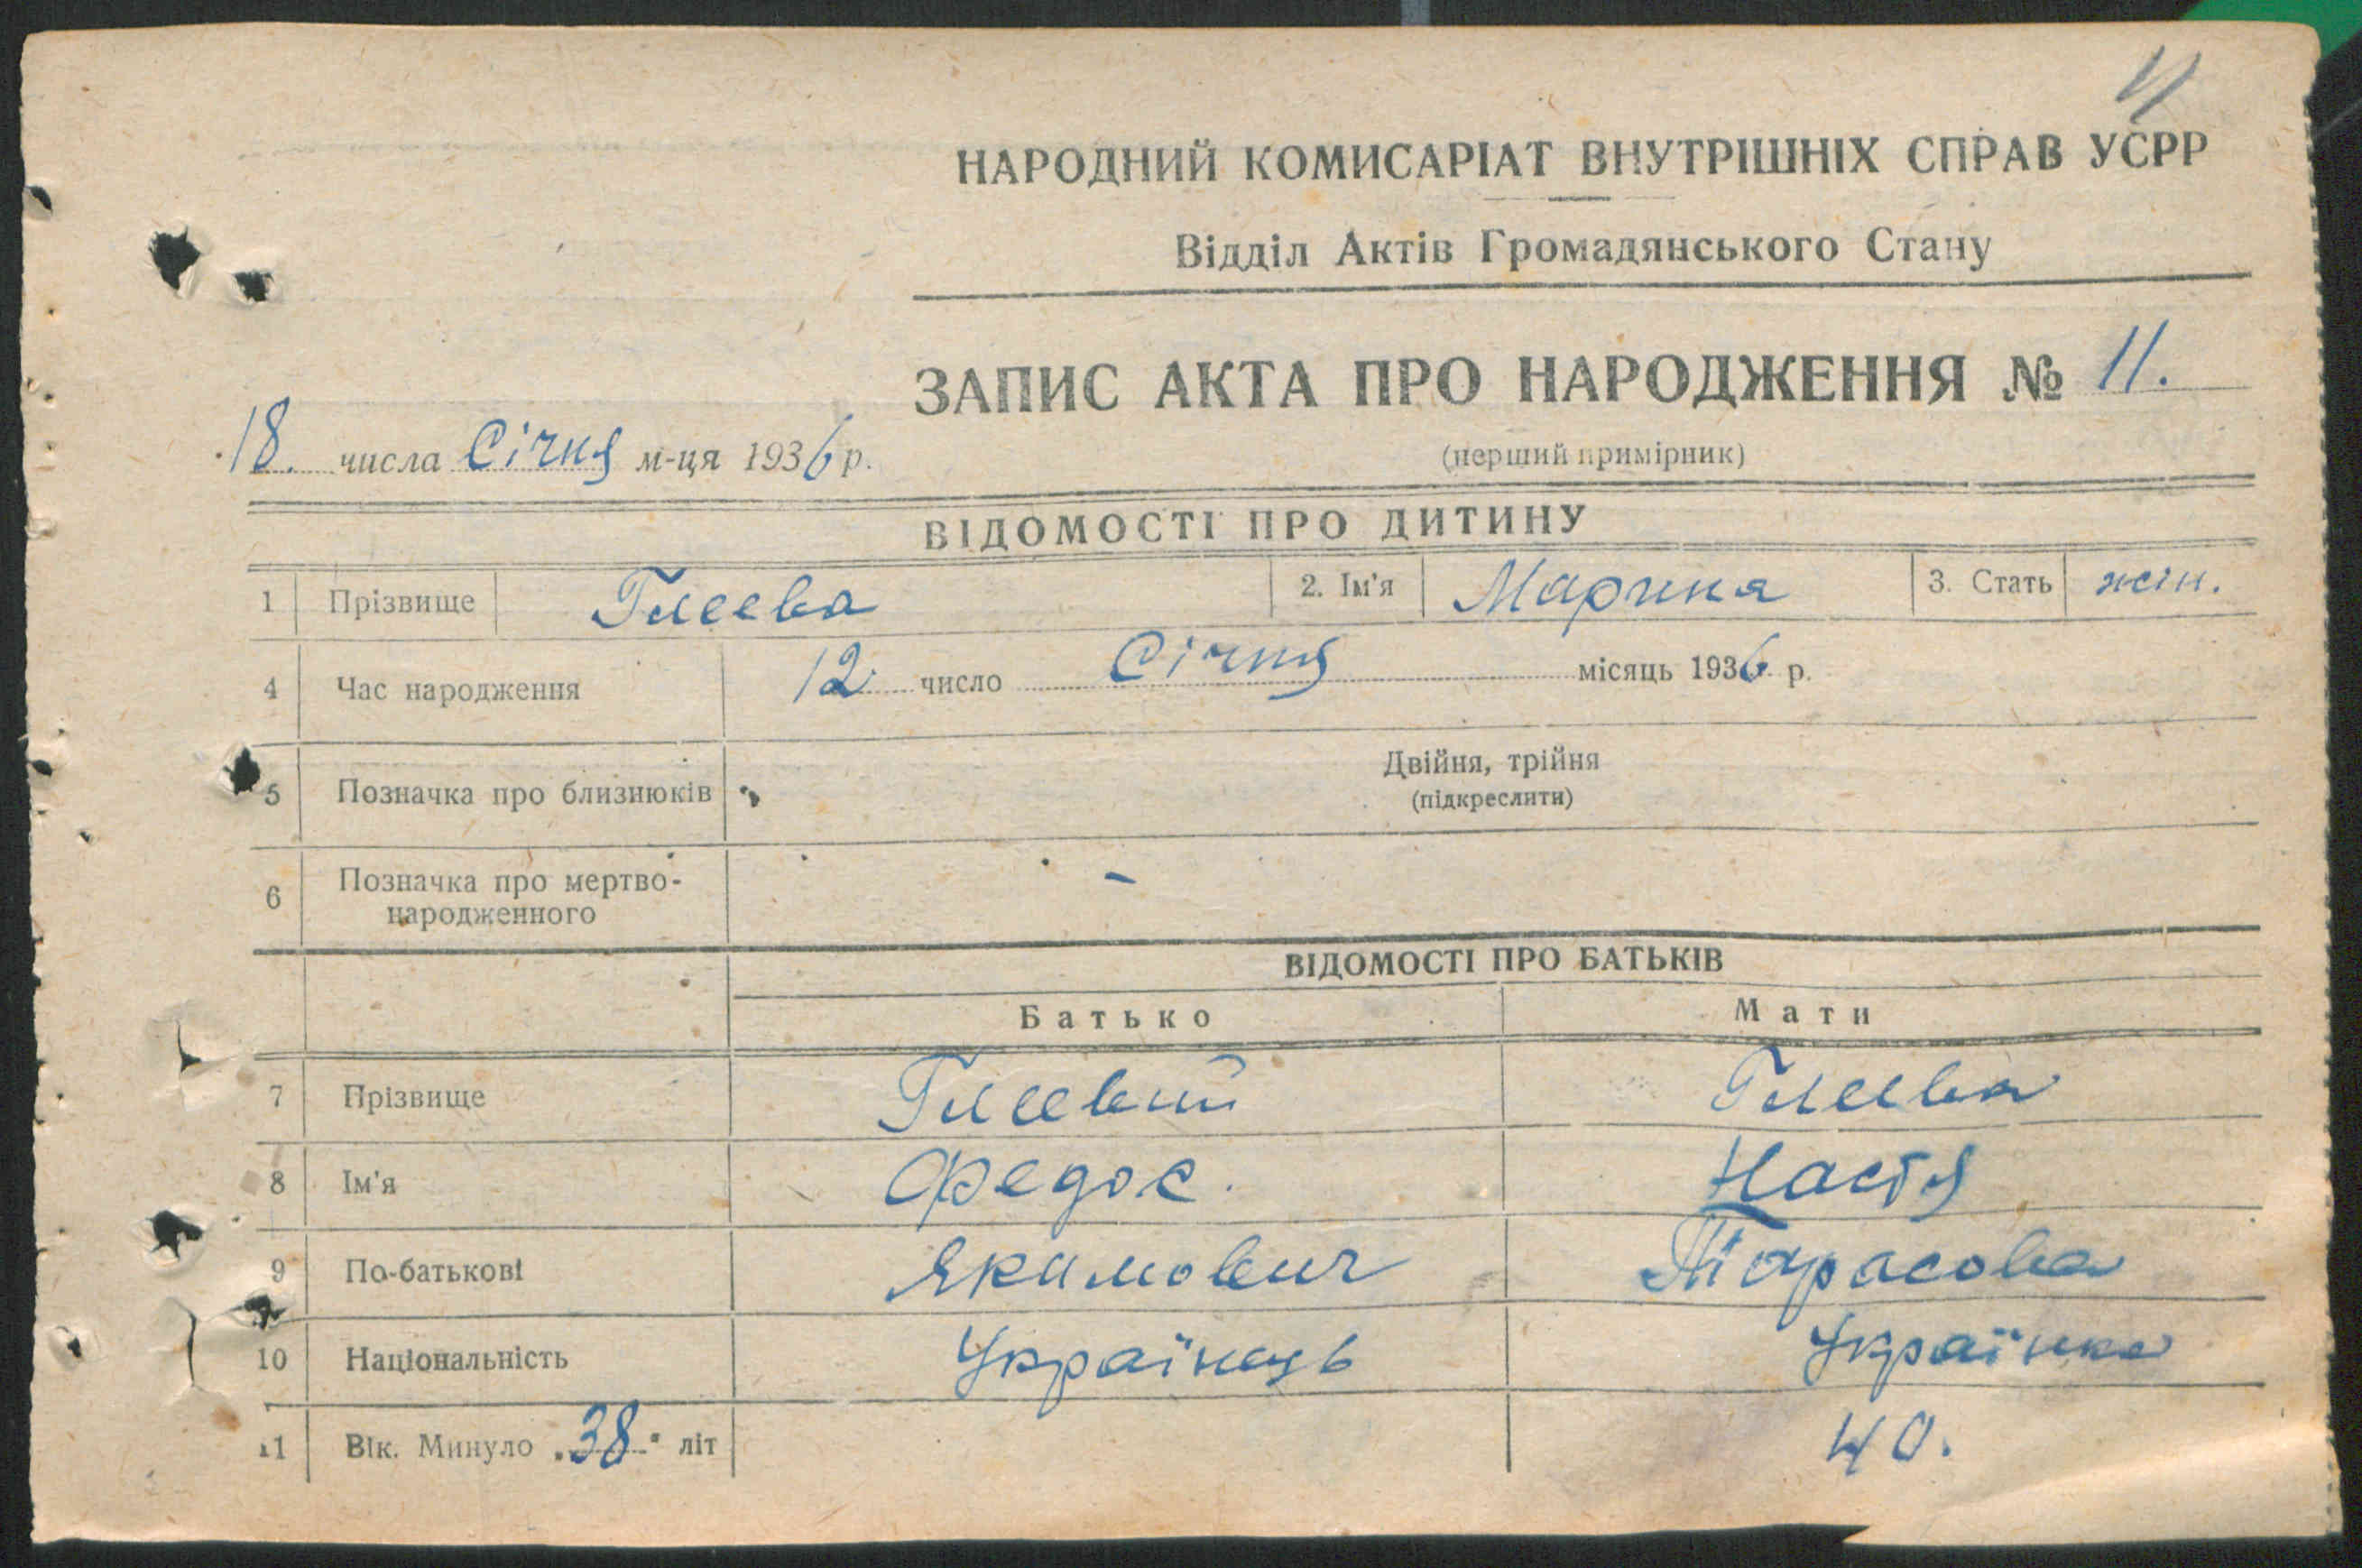 11
НАРОДНИЙ КОМИСАРІАТ ВНУТРІШНІХ СПРАВ УСРР
Відділ Актів Громадянського Стану
ЗАПИС АКТА ПРО НАРОДЖЕННЯ № 11.
18. числа Січня м-ця 1936 р.
(перший примірник)
ВІДОМОСТІ ПРО ДИТИНУ
1 Прізвище Глеева 2. Ім'я Марина 3. Стать жін.
4 Час народження 12 число Січня місяць 1936 р.
5 Позначка про близнюків Двійня, трійня
(підкреслити)
6 Позначка про мертво-
народженного -
ВІДОМОСТІ ПРО БАТЬКІВ
Батько Мати
7 Прізвище Глеевий Глеева
8 Ім'я Федос. Настя
9 По-батькові Якимович Тарасова
10 Національність Українець Українка
11 Вік. Минуло „38" літ 40.